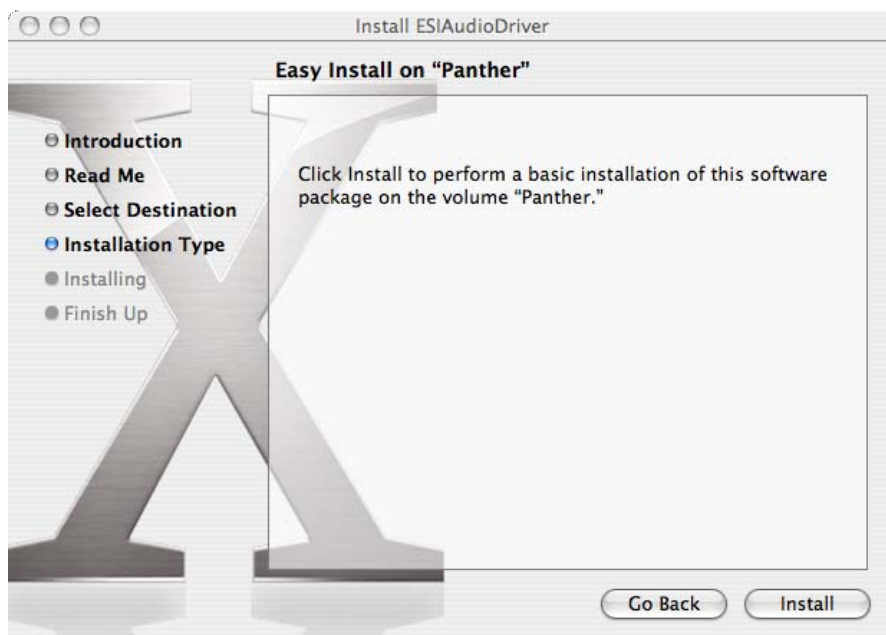 Install ESIAudioDriver
Easy Install on “Panther”
Introduction
Read Me
Select Destination
Installation Type
Installing
Finish Up
Click Install to perform a basic installation of this software
package on the volume “Panther.”
Go Back
Install